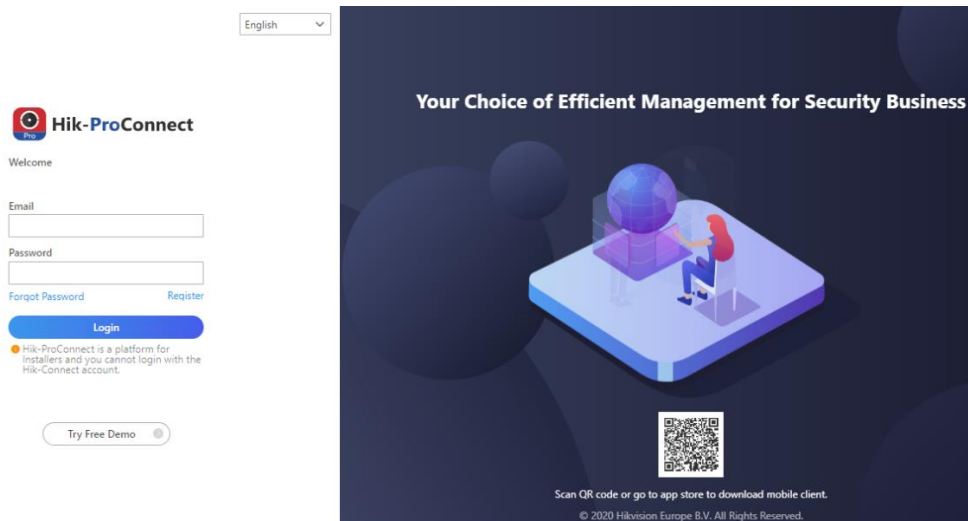 English
Hik-ProConnect
Pro
Welcome
Email
Password
Forgot Password
Register
Login
Hik-ProConnect is a platform for
Installers and you cannot login with the
Hik-Connect account.
Try Free Demo
Your Choice of Efficient Management for Security Business
Scan QR code or go to app store to download mobile client.
© 2020 Hikvision Europe B.V. All Rights Reserved.